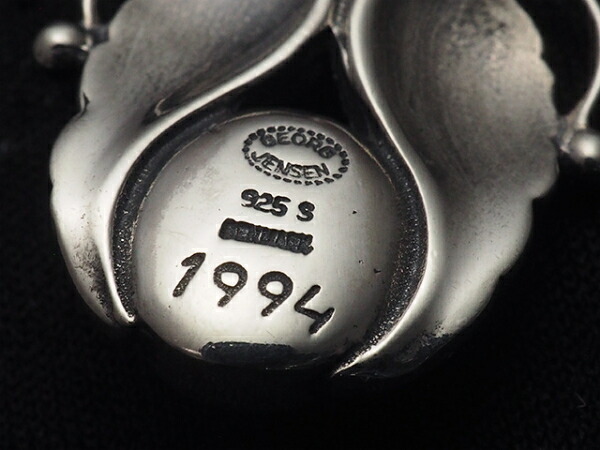 GEORG
JENSEN
925 S
DENMARK
1994